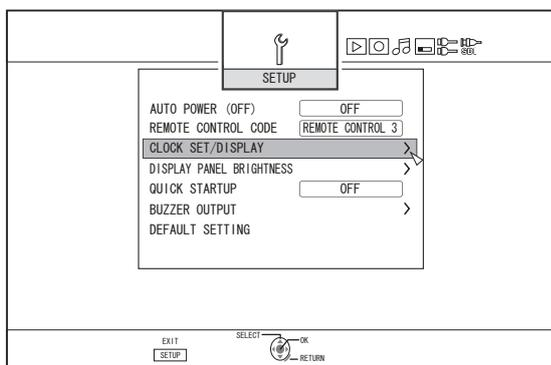 SETUP
AUTO POWER (OFF) OFF
REMOTE CONTROL CODE REMOTE CONTROL 3
CLOCK SET/DISPLAY
DISPLAY PANEL BRIGHTNESS
QUICK STARTUP OFF
BUZZER OUTPUT
DEFAULT SETTING
EXIT
SETUP
SELECT
OK
RETURN